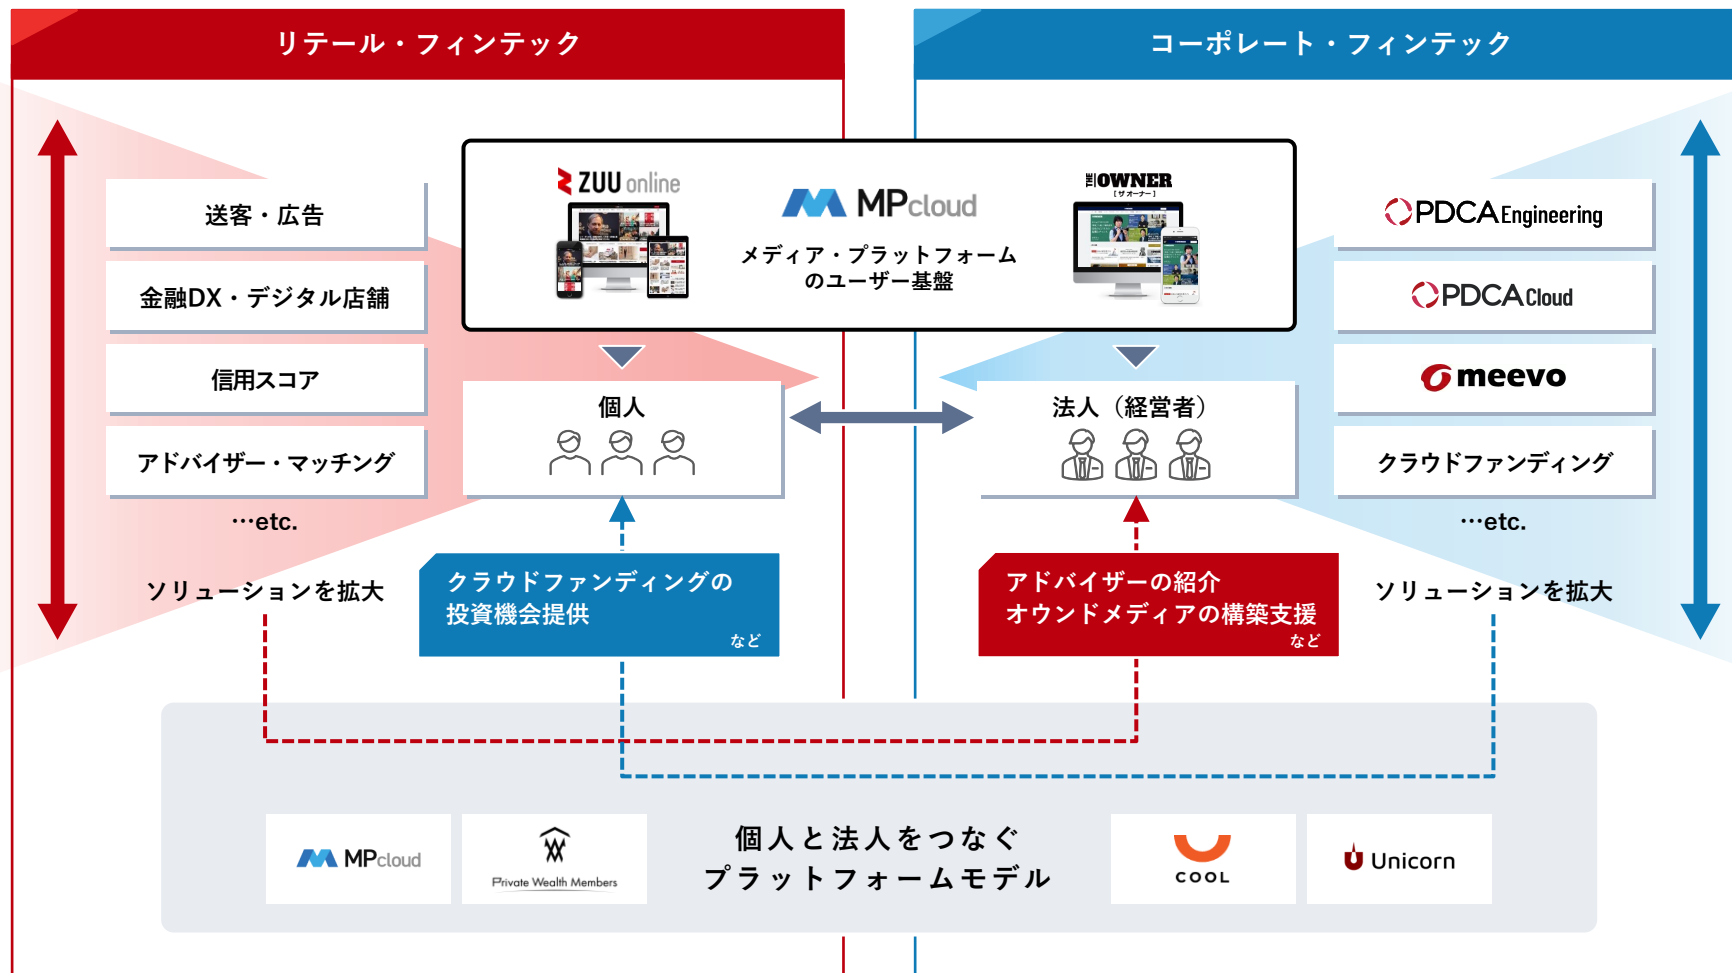 リテール・フィンテック
コーポレート・フィンテック
ZUU online
MPcloud
メディア・プラットフォーム
のユーザー基盤
THE OWNER
[ ザ オーナー ]
送客・広告
金融DX・デジタル店舗
信用スコア
アドバイザー・マッチング
…etc.
ソリューションを拡大
個人
法人（経営者）
PDCA Engineering
PDCA Cloud
meevo
クラウドファンディング
…etc.
ソリューションを拡大
クラウドファンディングの
投資機会提供
など
アドバイザーの紹介
オウンドメディアの構築支援
など
MPcloud
Private Wealth Members
個人と法人をつなぐ
プラットフォームモデル
COOL
Unicorn